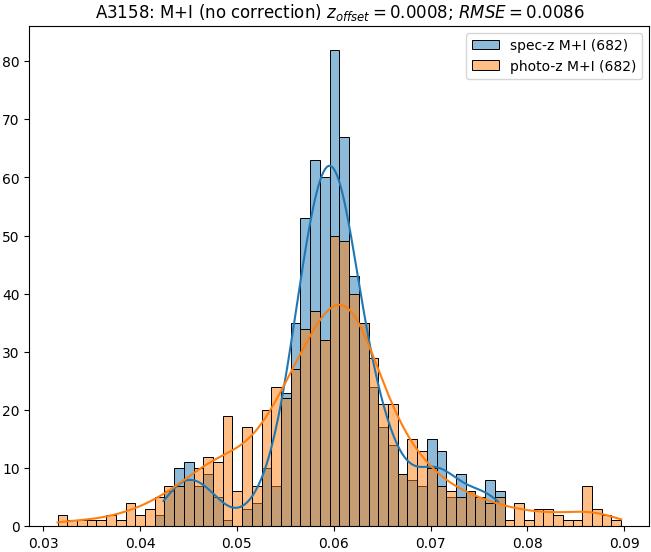 A3158: M+I (no correction) z_offset = 0.0008; RMSE = 0.0086
spec-z M+I (682)
photo-z M+I (682)
80
70
60
50
40
30
20
10
0
0.03 0.04 0.05 0.06 0.07 0.08 0.09